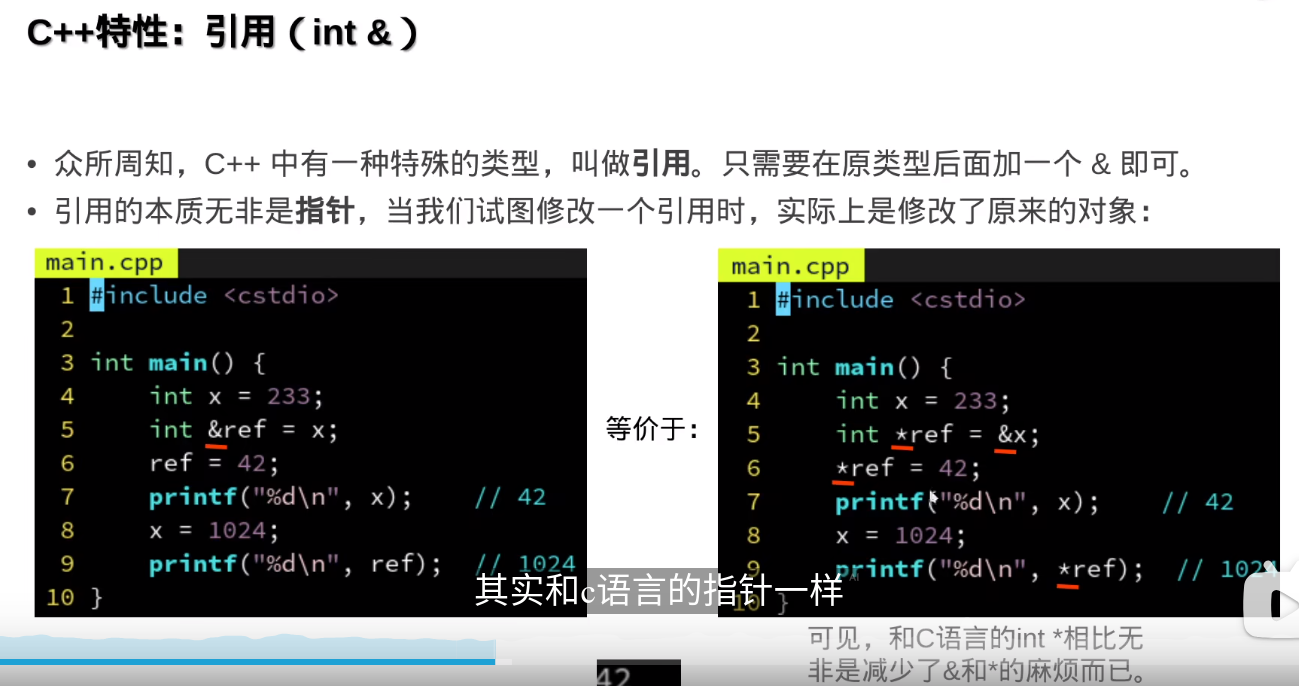 C++特性：引用（int &）
• 众所周知，C++ 中有一种特殊的类型，叫做引用。只需要在原类型后面加一个 & 即可。
• 引用的本质无非是指针，当我们试图修改一个引用时，实际上是修改了原来的对象：
main.cpp
1 #include <cstdio>
2
3 int main() {
4     int x = 233;
5     int &ref = x;
6     ref = 42;
7     printf("%d\n", x);    // 42
8     x = 1024;
9     printf("%d\n", ref);  // 1024
10 }
等价于：
main.cpp
1 #include <cstdio>
2
3 int main() {
4     int x = 233;
5     int *ref = &x;
6     *ref = 42;
7     printf("%d\n", x);    // 42
8     x = 1024;
9     printf("%d\n", *ref);  // 1024
10 }
其实和c语言的指针一样
可见，和C语言的int *相比无
非是减少了&和*的麻烦而已。
42